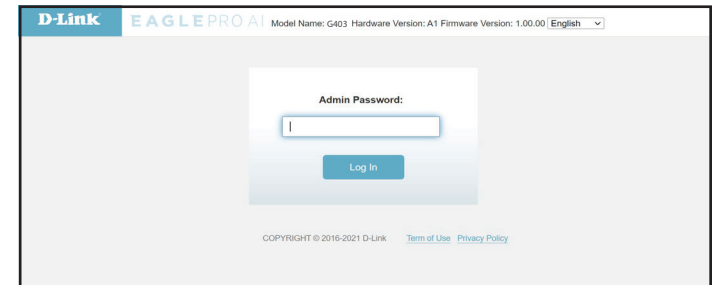 D-Link EAGLE PRO AI Model Name: G403 Hardware Version: A1 Firmware Version: 1.00.00 English
Admin Password:
Log In
COPYRIGHT © 2016-2021 D-Link Term of Use Privacy Policy